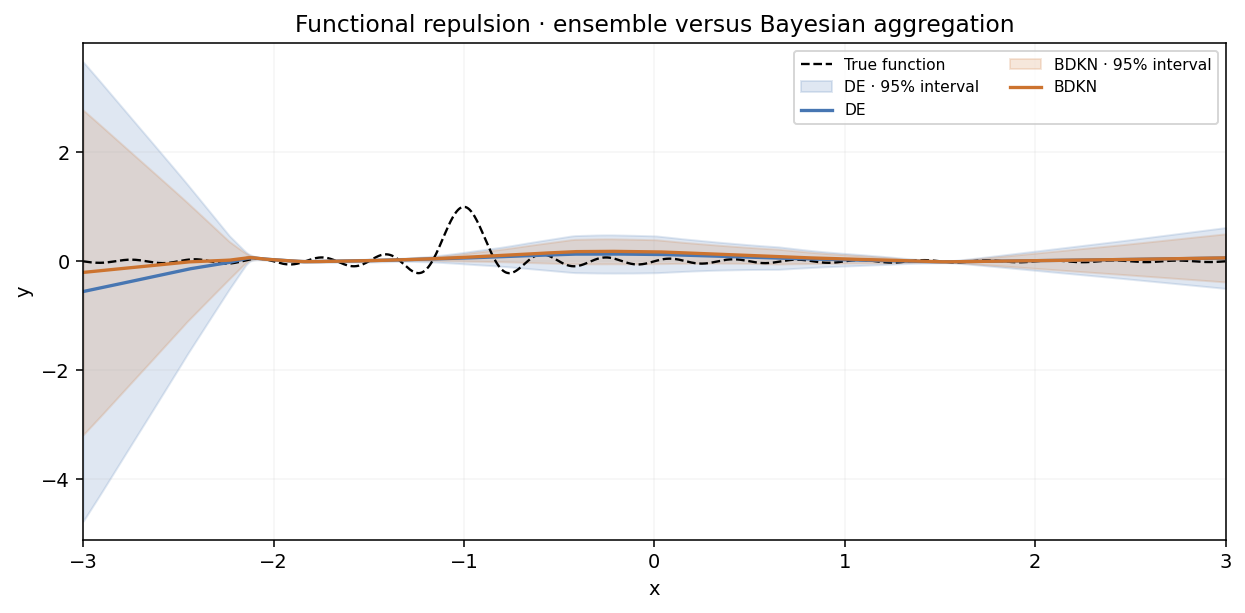 Functional repulsion · ensemble versus Bayesian aggregation
True function
DE · 95% interval
DE
BDKN · 95% interval
BDKN
y
2
0
−2
−4
−3
−2
−1
0
1
2
3
x